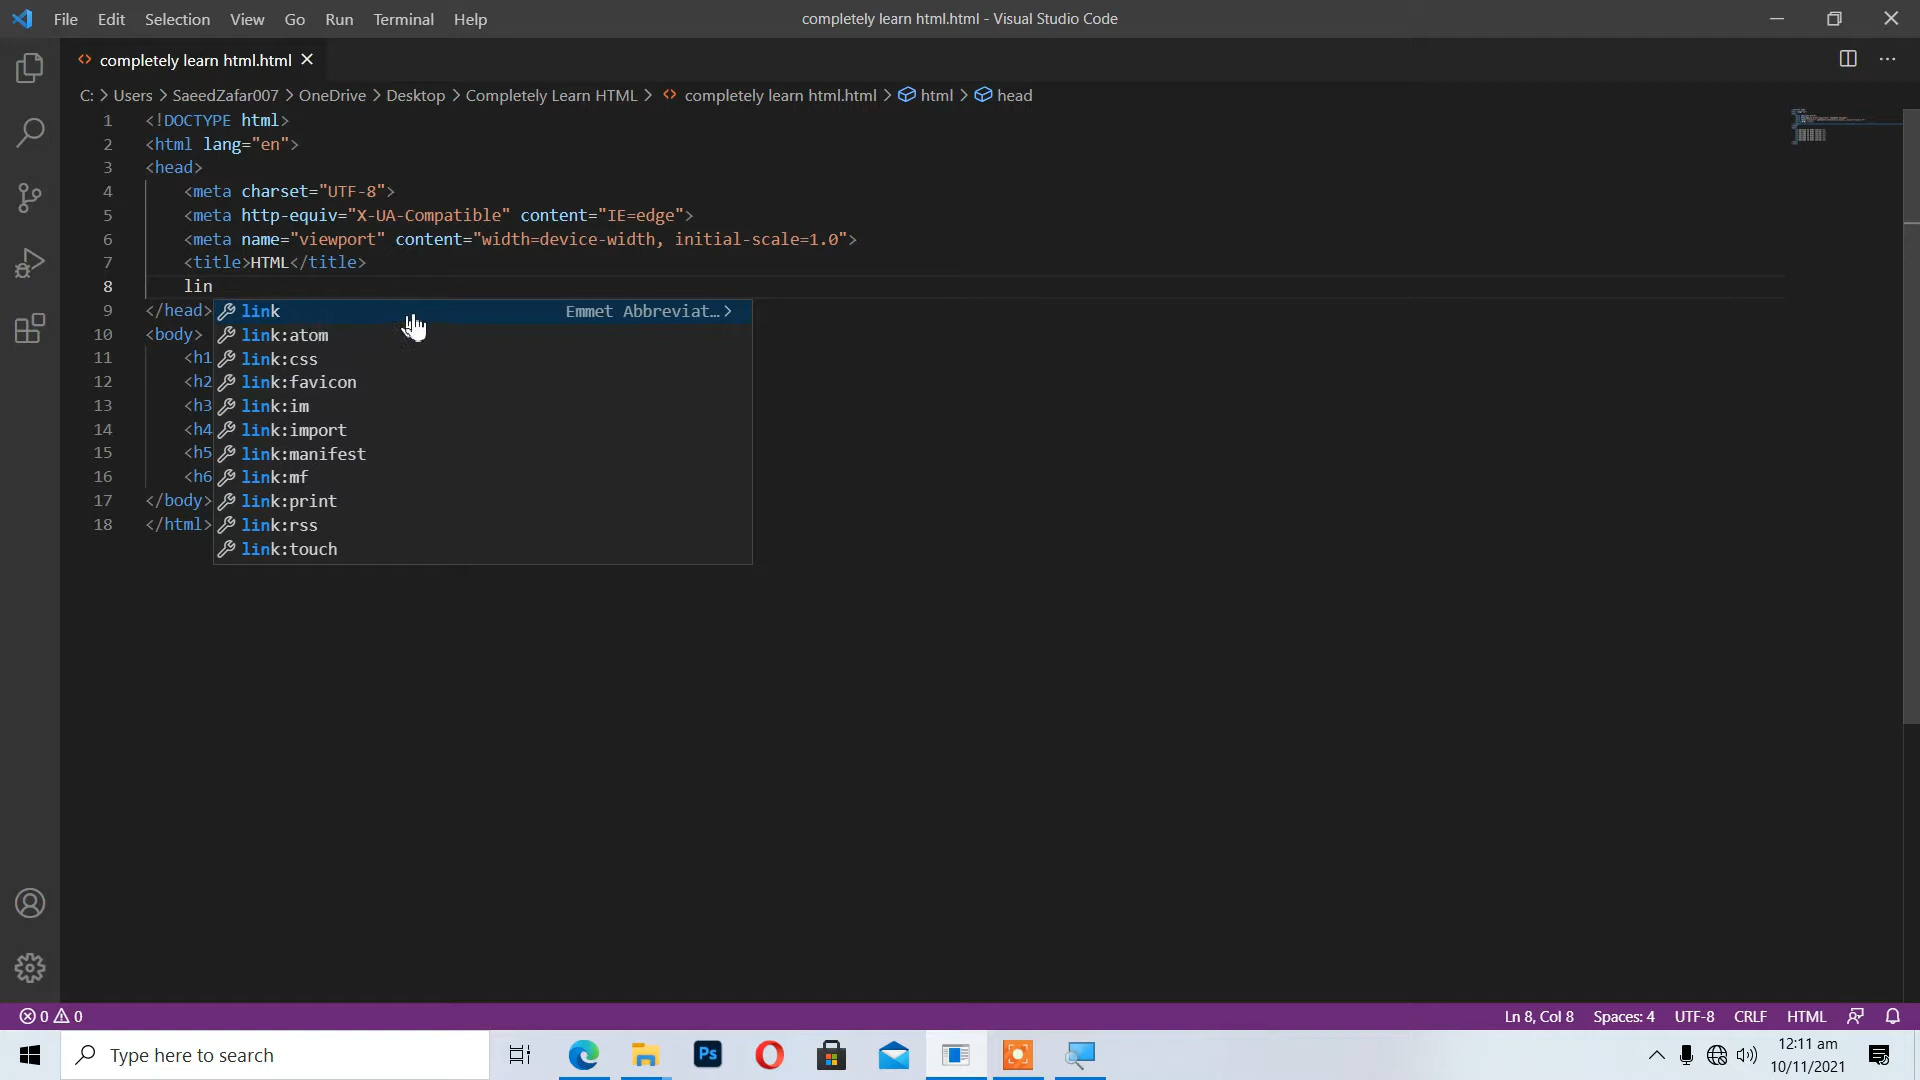 File Edit Selection View Go Run Terminal Help completely learn html.html - Visual Studio Code
completely learn html.html
C: > Users > SaeedZafar007 > OneDrive > Desktop > Completely Learn HTML > completely learn html.html > html > head
1 <!DOCTYPE html>
2 <html lang="en">
3 <head>
4 <meta charset="UTF-8">
5 <meta http-equiv="X-UA-Compatible" content="IE=edge">
6 <meta name="viewport" content="width=device-width, initial-scale=1.0">
7 <title>HTML</title>
8 lin
9 </head> link Emmet Abbreviat...>
10 <body> link:atom
11 <h1 link:css
12 <h2 link:favicon
13 <h3 link:im
14 <h4 link:import
15 <h5 link:manifest
16 <h6 link:mf
17 </body> link:print
18 </html> link:rss
link:touch
0 0 Ln 8, Col 8 Spaces: 4 UTF-8 CRLF HTML
Type here to search Ps 12:11 am
10/11/2021